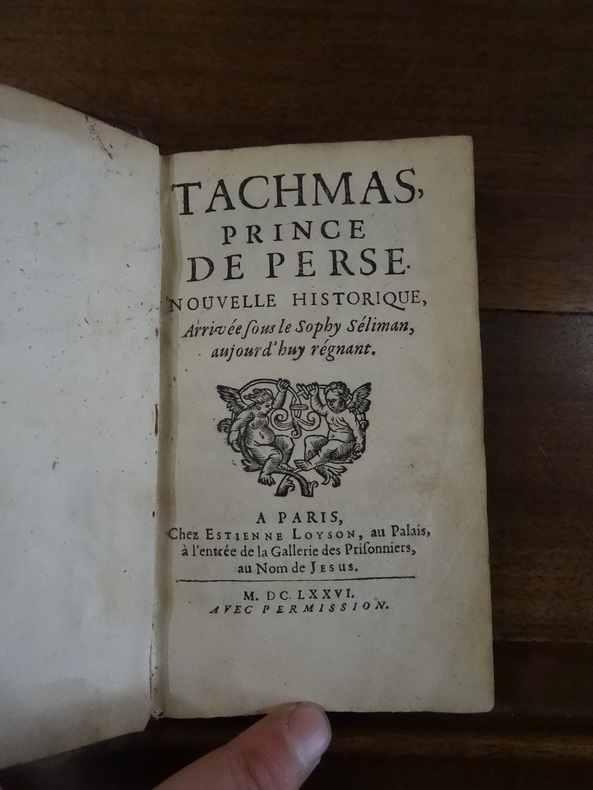 TACHMAS,
PRINCE
DE PERSE.
NOUVELLE HISTORIQUE,
Arrivée ſous le Sophy Séliman,
aujourd'huy régnant.
A PARIS,
Chez ESTIENNE LOYSON, au Palais,
à l'entrée de la Gallerie des Priſonniers,
au Nom de JESUS.
M. DC. LXXVI.
AVEC PERMISSION.